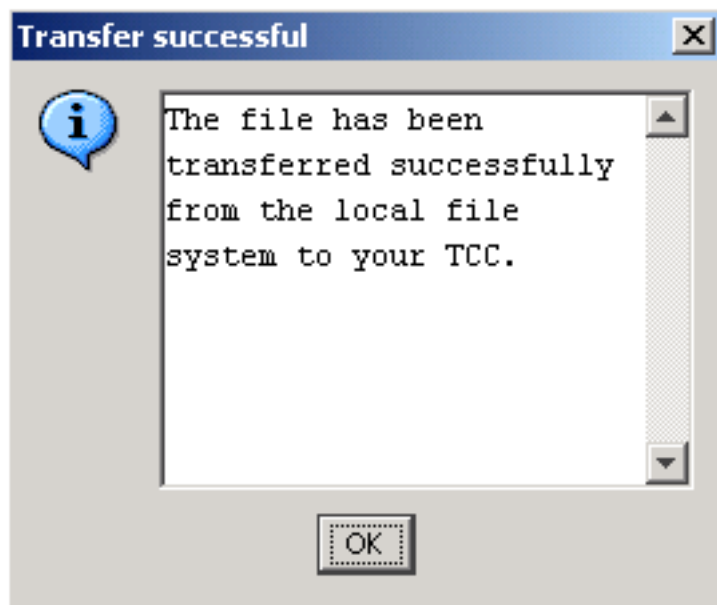 Transfer successful
The file has been
transferred successfully
from the local file
system to your TCC.
OK